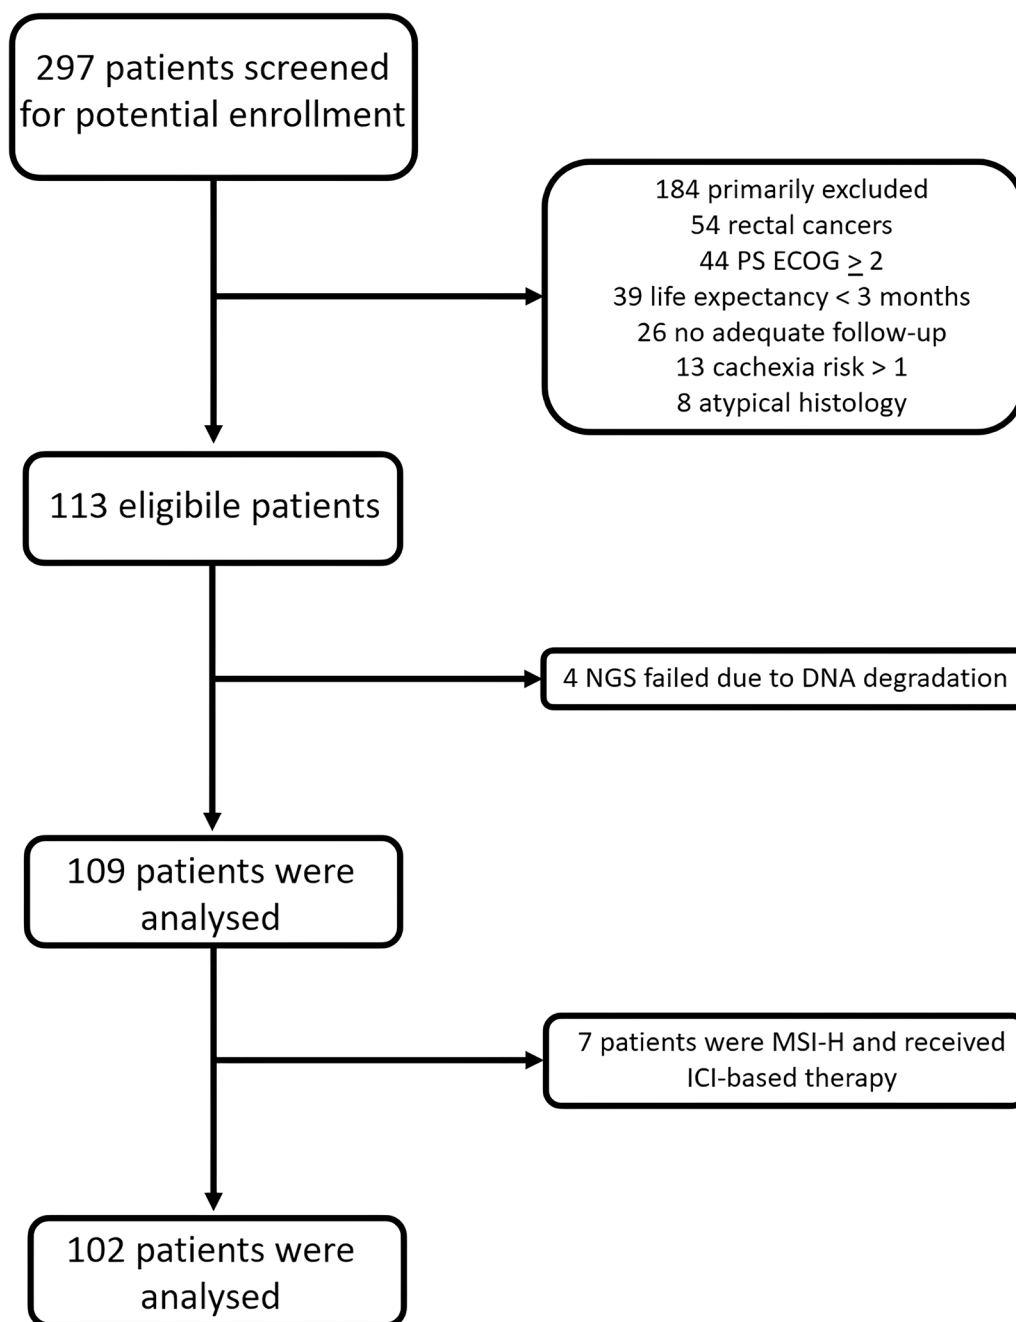 297 patients screened
for potential enrollment
184 primarily excluded
54 rectal cancers
44 PS ECOG ≥ 2
39 life expectancy < 3 months
26 no adequate follow-up
13 cachexia risk > 1
8 atypical histology
113 eligibile patients
4 NGS failed due to DNA degradation
109 patients were
analysed
7 patients were MSI-H and received
ICI-based therapy
102 patients were
analysed